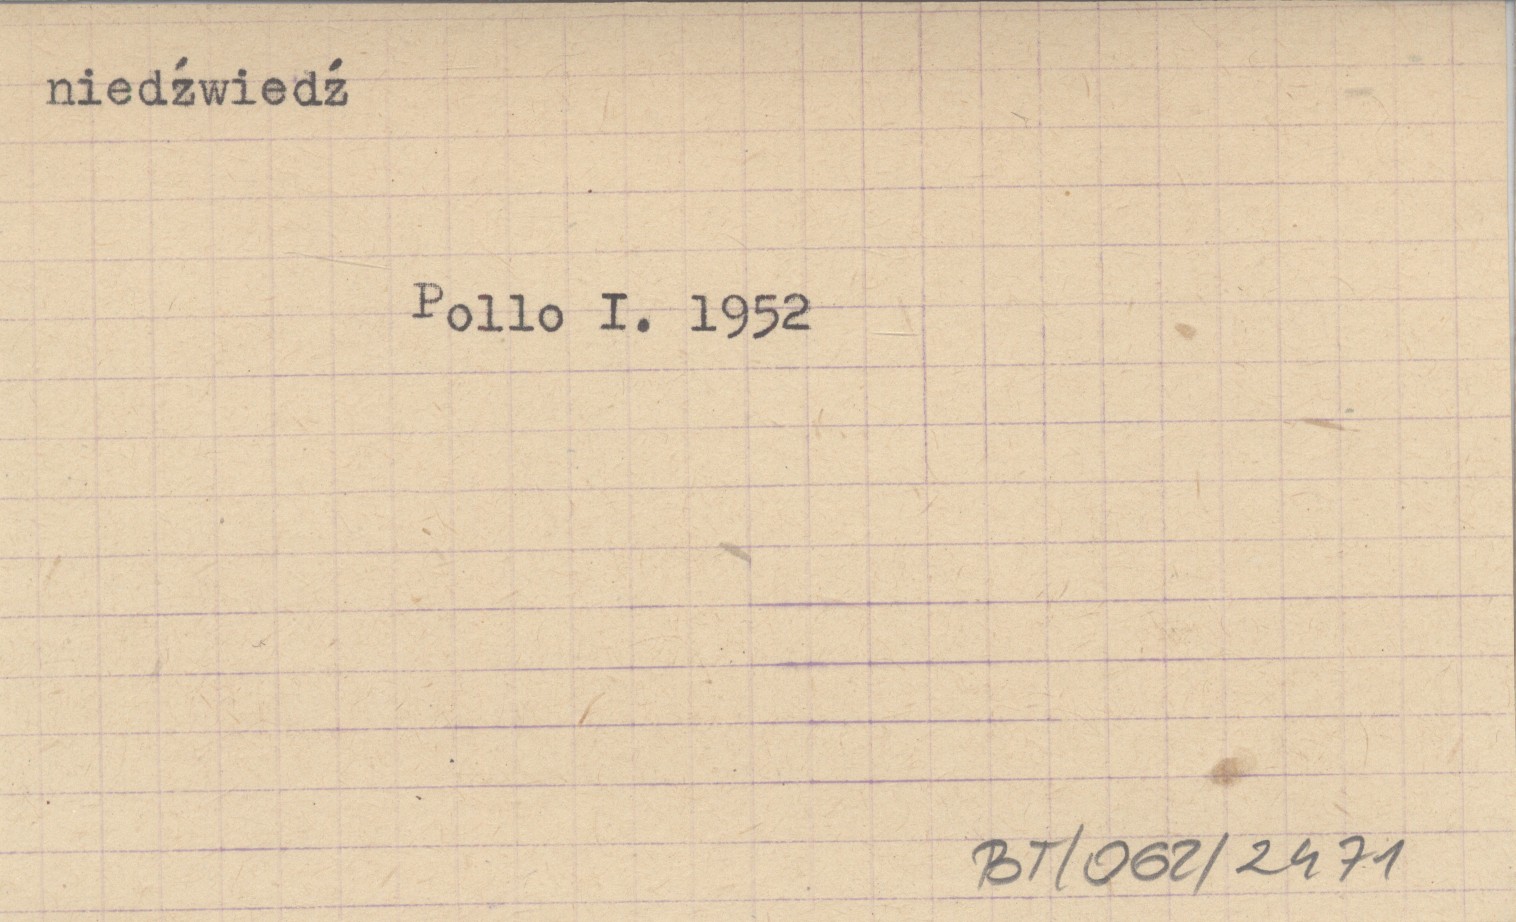 niedźwiedź
Pollo I. 1952
BT/062/2471